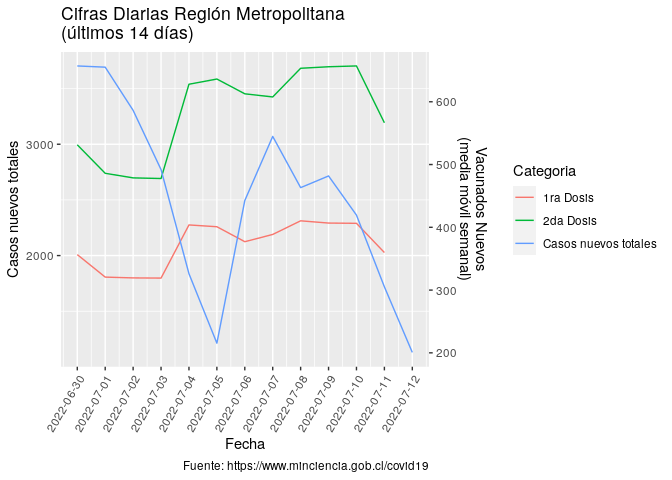 Cifras Diarias Región Metropolitana
(últimos 14 días)
Casos nuevos totales
3000
2000
600
500
400
300
200
Vacunados Nuevos
(media móvil semanal)
Categoria
1ra Dosis
2da Dosis
Casos nuevos totales
2022-06-30
2022-07-01
2022-07-02
2022-07-03
2022-07-04
2022-07-05
2022-07-06
2022-07-07
2022-07-08
2022-07-09
2022-07-10
2022-07-11
2022-07-12
Fecha
Fuente: https://www.minciencia.gob.cl/covid19